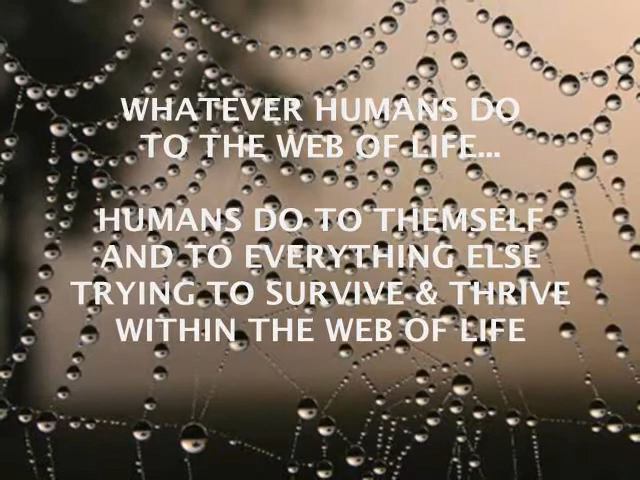 WHATEVER HUMANS DO
TO THE WEB OF LIFE...
HUMANS DO TO THEMSELF
AND TO EVERYTHING ELSE
TRYING TO SURVIVE & THRIVE
WITHIN THE WEB OF LIFE